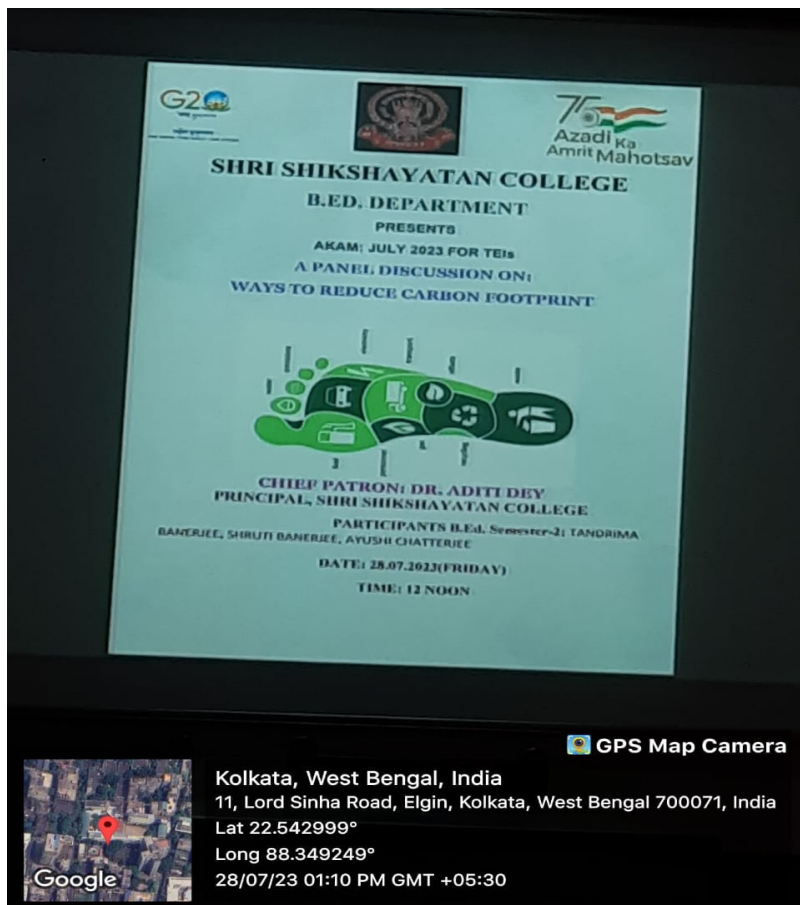 G20
75
Azadi Ka
Amrit Mahotsav
SHRI SHIKSHAYATAN COLLEGE
B.ED. DEPARTMENT
PRESENTS
AKAM: JULY 2023 FOR TEIs
A PANEL DISCUSSION ON:
WAYS TO REDUCE CARBON FOOTPRINT
CHIEF PATRON: DR. ADITI DEY
PRINCIPAL, SHRI SHIKSHAYATAN COLLEGE
PARTICIPANTS B.Ed. Semester-2: TANDRIMA
BANERJEE, SHRUTI BANERJEE, AYUSHI CHATTERJEE
DATE: 28.07.2023(FRIDAY)
TIME: 12 NOON
GPS Map Camera
Kolkata, West Bengal, India
11, Lord Sinha Road, Elgin, Kolkata, West Bengal 700071, India
Lat 22.542999°
Long 88.349249°
28/07/23 01:10 PM GMT +05:30
Google